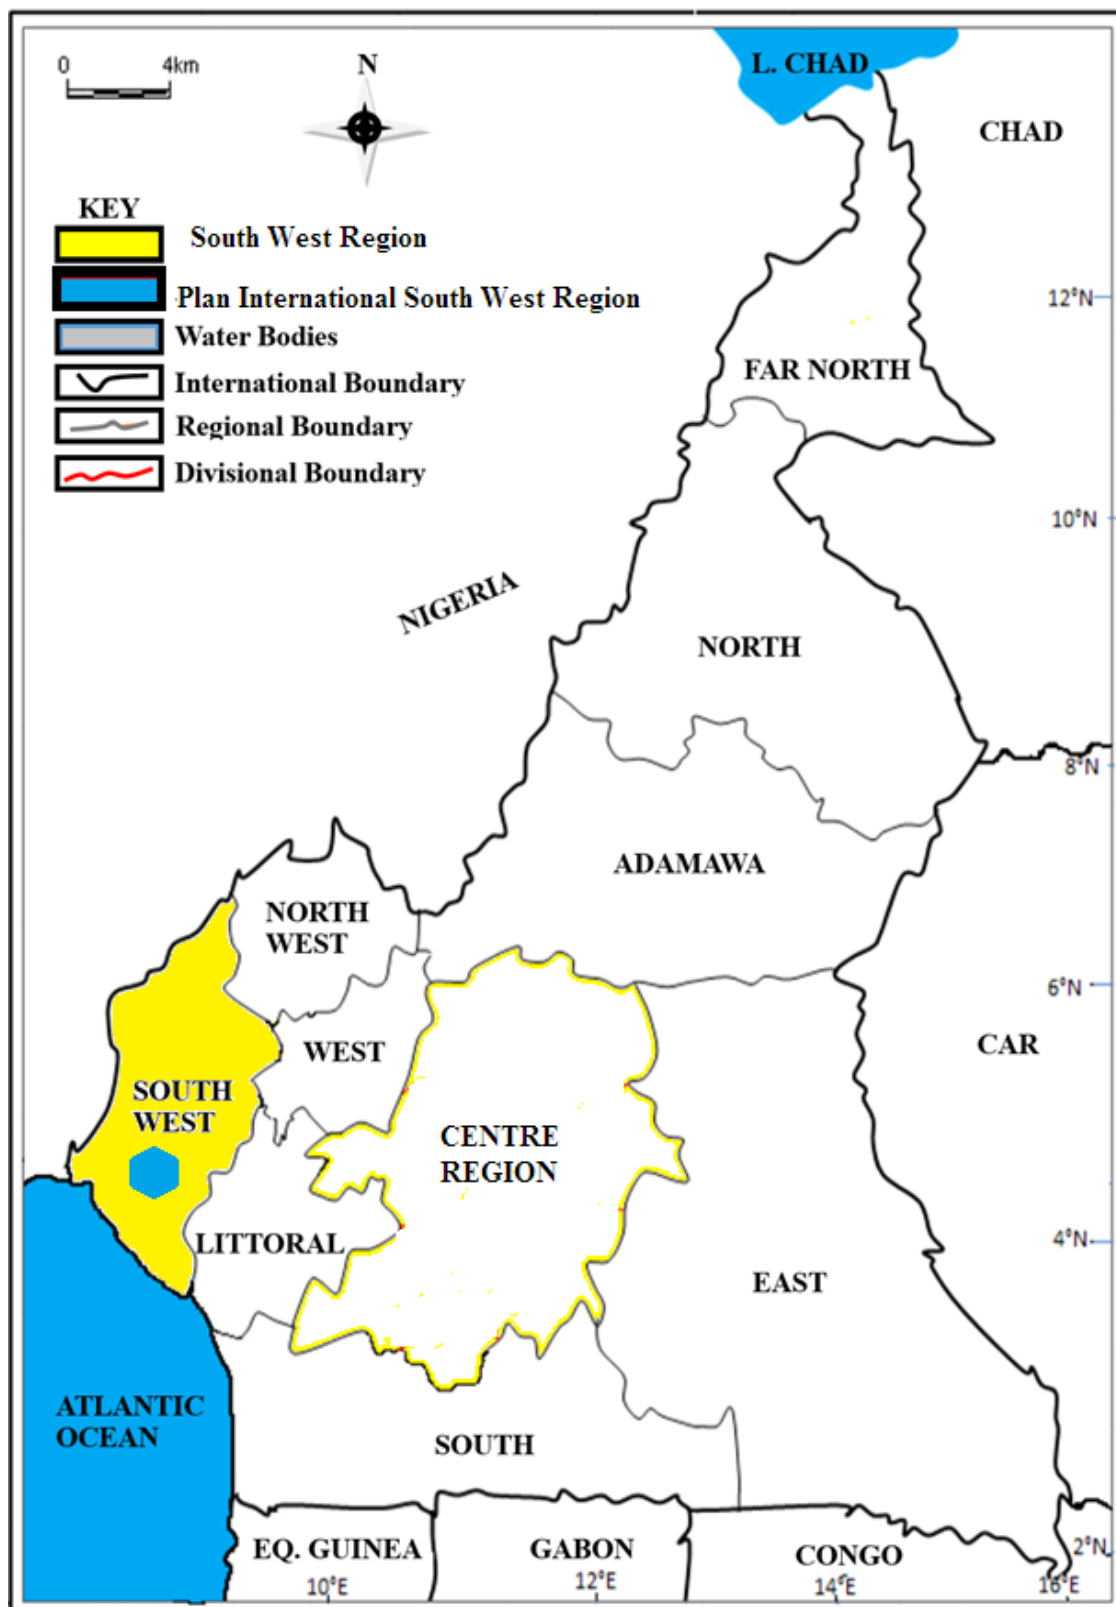 0 4km
N
L. CHAD
CHAD
KEY
South West Region
Plan International South West Region
Water Bodies
International Boundary
Regional Boundary
Divisional Boundary
12°N
FAR NORTH
10°N
NIGERIA
NORTH
8°N
ADAMAWA
NORTH
WEST
6°N
WEST
CAR
SOUTH
WEST
CENTRE
REGION
LITTORAL
4°N
EAST
ATLANTIC
OCEAN
SOUTH
EQ. GUINEA
GABON
CONGO
2°N
10°E
12°E
14°E
16°E